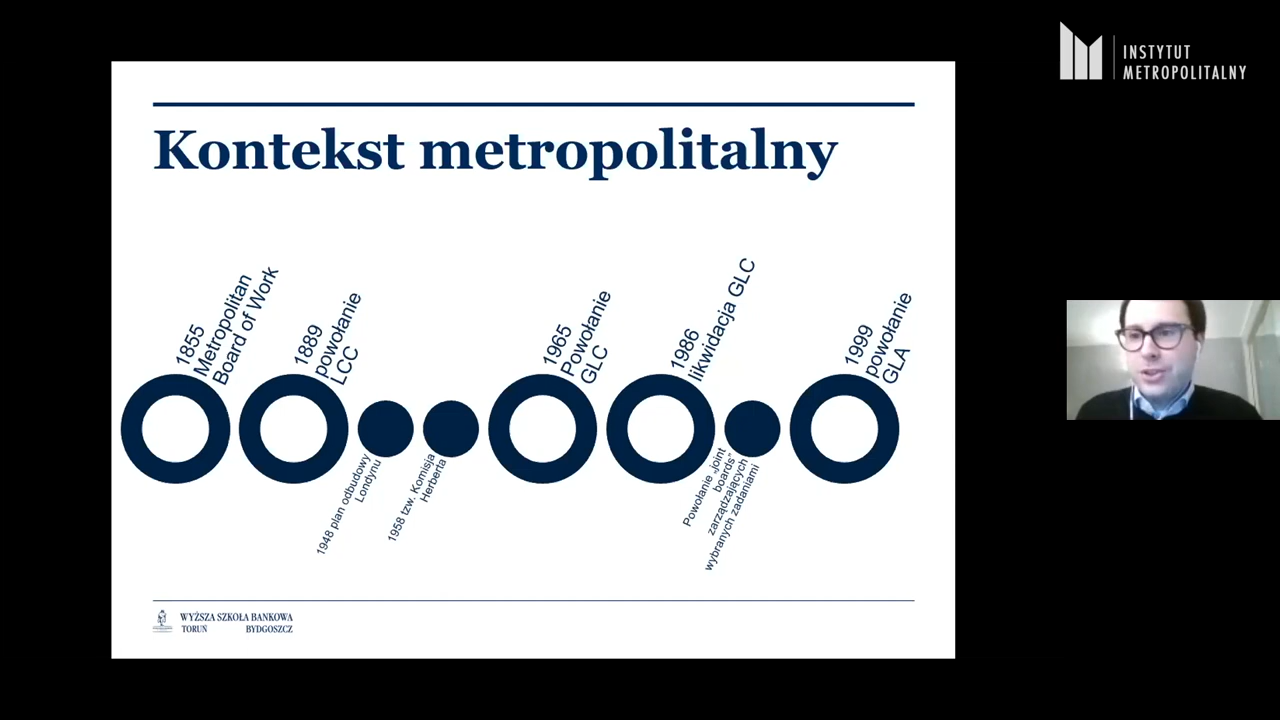 INSTYTUT
METROPOLITALNY
Kontekst metropolitalny
1855
Metropolitan
Board of Work
1889
powołanie
LCC
1948 plan odbudowy
Londynu
1958 tzw. Komisja
Herberta
1965
Powołanie
GLC
1986
likwidacja GLC
Powołanie „joint
boards”
zarządzających
wybranych zadaniami
1999
powołanie
GLA
WYŻSZA SZKOŁA BANKOWA
TORUŃ BYDGOSZCZ